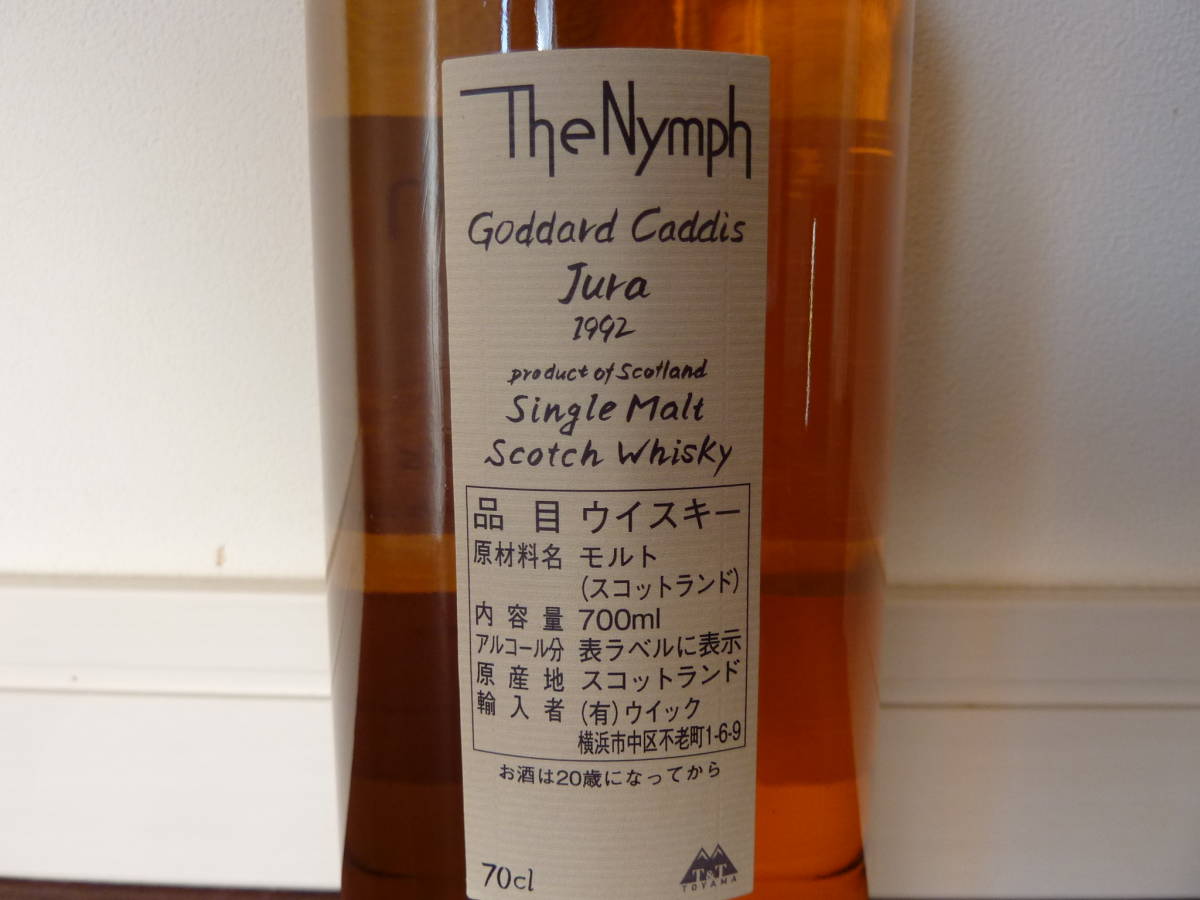 The Nymph
Goddard Caddis
Jura
1992
product of Scotland
Single Malt
Scotch Whisky
品目 ウイスキー
原材料名 モルト
(スコットランド)
内容量 700ml
アルコール分 表ラベルに表示
原産地 スコットランド
輸入者 (有)ウイック
横浜市中区不老町1-6-9
お酒は20歳になってから
70cl
T&T
TOYAMA